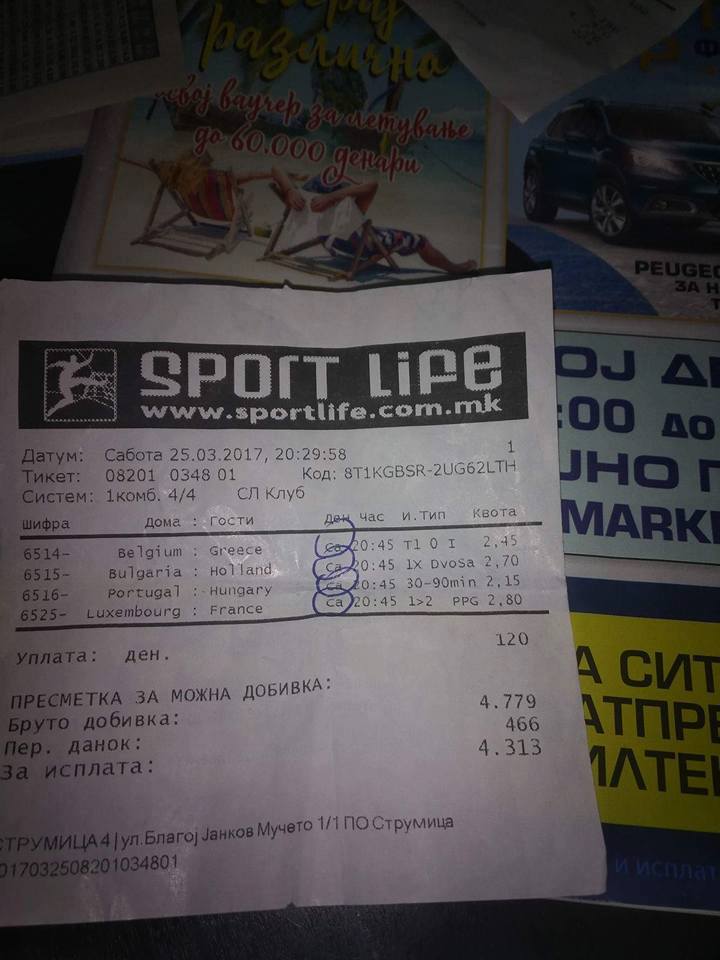 различно
свој ваучер за летување
до 60.000 денари
PEUGEO
ЗА Н
SPORT LIFE
www.sportlife.com.mk
Датум: Сабота 25.03.2017, 20:29:58 1
Тикет: 08201 0348 01 Код: 8T1KGBSR-2UG62LTH
Систем: 1комб. 4/4 СЛ Клуб
шифра Дома : Гости ден час и.тип Квота
6514- Belgium : Greece са 20:45 T1 0 I 2,45
6515- Bulgaria : Holland са 20:45 1X DvoSa 2,70
6516- Portugal : Hungary са 20:45 30-90min 2,15
6525- Luxembourg : France са 20:45 1>2 PPG 2,80
Уплата: ден. 120
ПРЕСМЕТКА ЗА МОЖНА ДОБИВКА:
Бруто добивка: 4.779
Пер. данок: 466
За исплата: 4.313
СТРУМИЦА 4|ул.Благој Јанков Мучето 1/1 ПО Струмица
017032508201034801
ОЈ Д
:00 ДО
ЈНО П
MARK
А СИТ
АТПРЕ
ИЛТЕ
и исплат